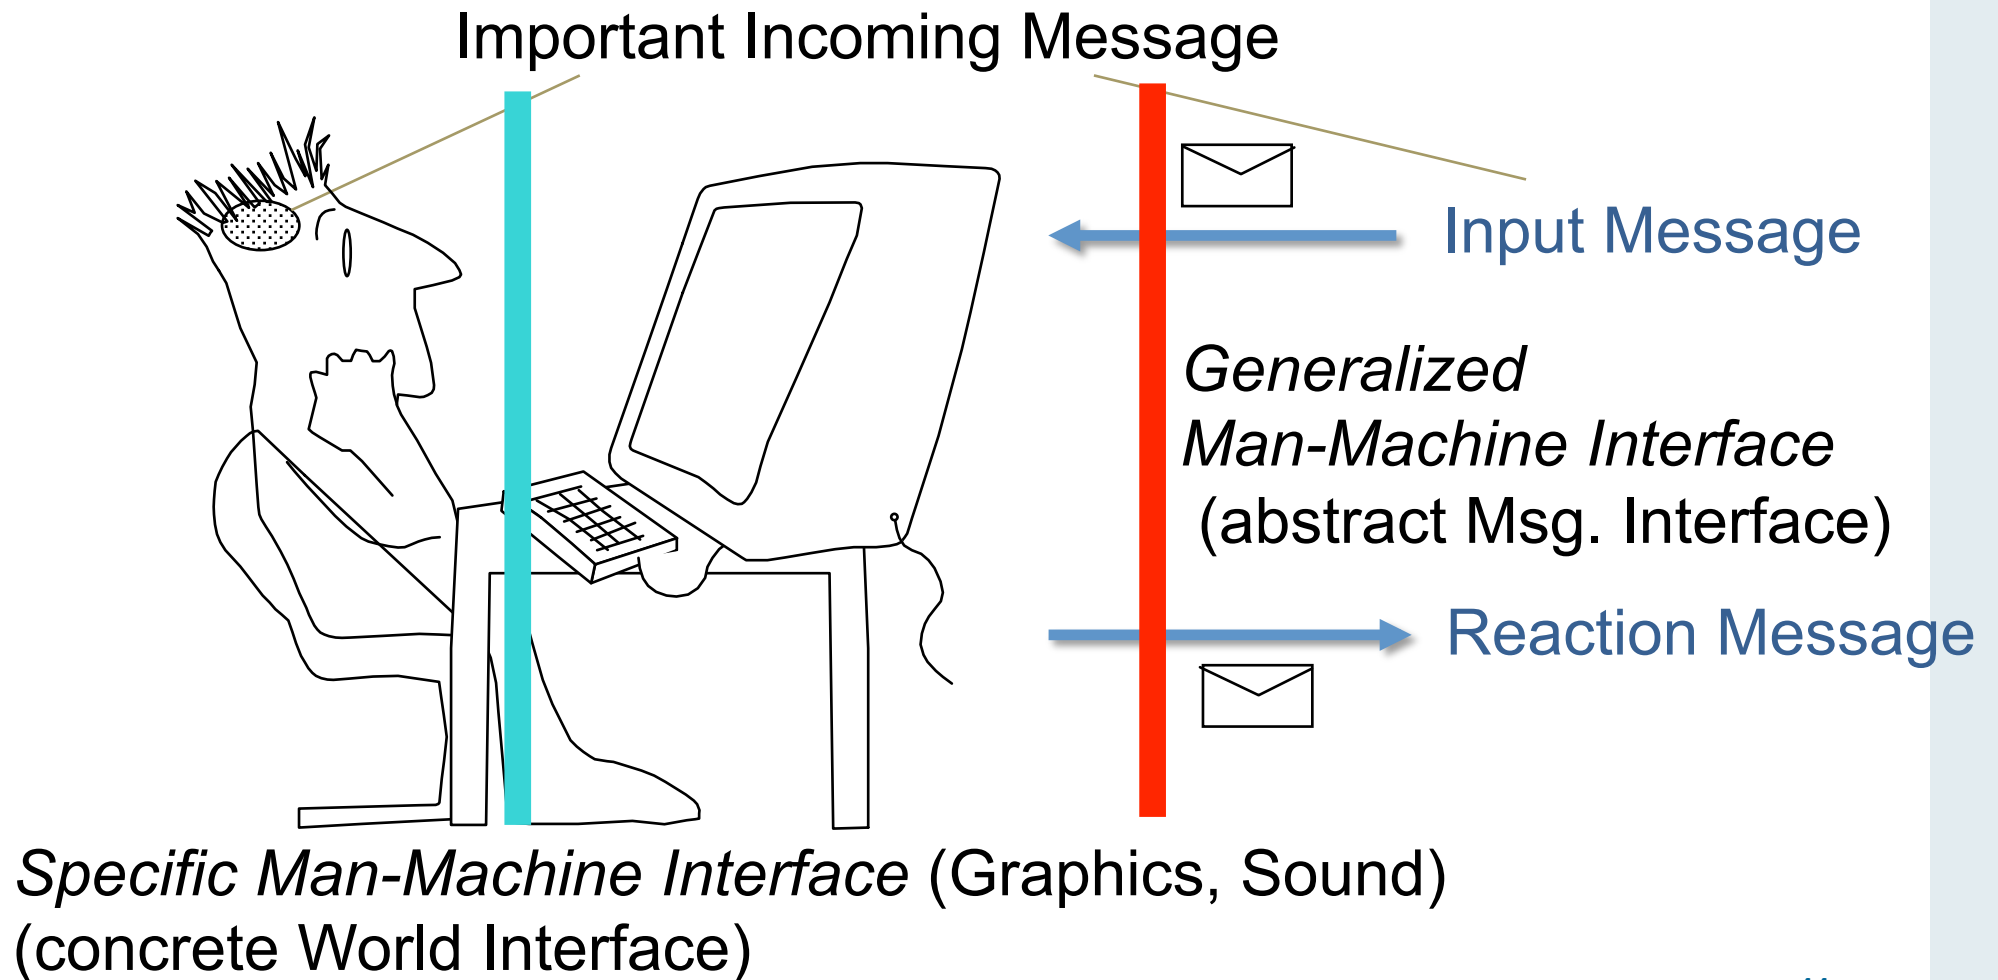 Important Incoming Message
Input Message
Generalized
Man-Machine Interface
(abstract Msg. Interface)
Reaction Message
Specific Man-Machine Interface (Graphics, Sound)
(concrete World Interface)